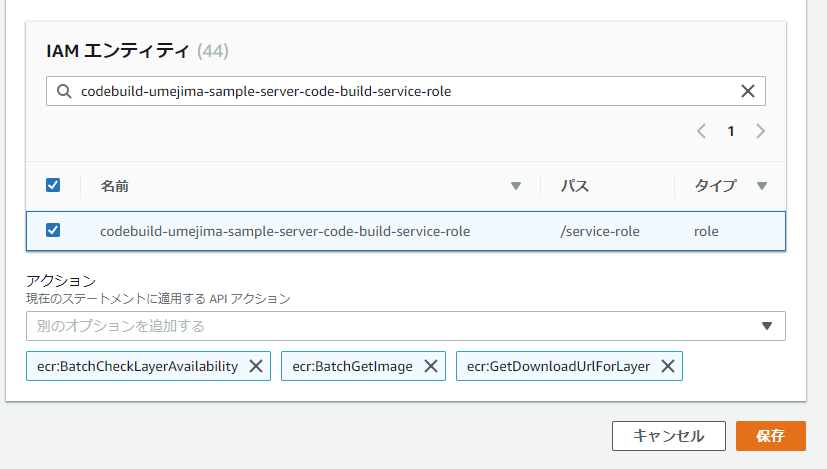 IAM エンティティ (44)
codebuild-umejima-sample-server-code-build-service-role
1
名前 パス タイプ
codebuild-umejima-sample-server-code-build-service-role /service-role role
アクション
現在のステートメントに適用する API アクション
別のオプションを追加する
ecr:BatchCheckLayerAvailability ecr:BatchGetImage ecr:GetDownloadUrlForLayer
キャンセル 保存